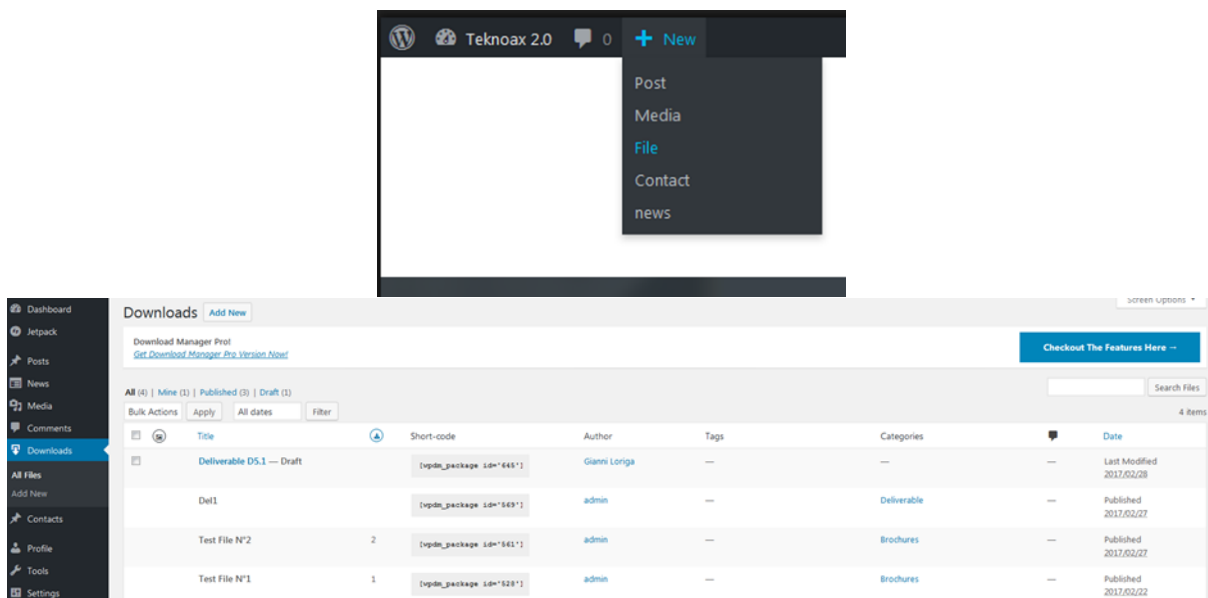 Teknoax 2.0 0 + New
Post
Media
File
Contact
news
Dashboard
Jetpack
Posts
News
Media
Comments
Downloads
All Files
Add New
Contacts
Profile
Tools
Settings
Downloads Add New
Screen Options
Download Manager Pro!
Get Download Manager Pro Version Now!
Checkout The Features Here →
All (4) | Mine (1) | Published (3) | Draft (1)
Search Files
Bulk Actions Apply All dates Filter
4 items
Title Short-code Author Tags Categories Date
Deliverable D5.1 — Draft [wpdm_package id="645"] Gianni Loriga — — — Last Modified
2017/02/28
Del1 [wpdm_package id="569"] admin — Deliverable — Published
2017/02/27
Test File N°2 2 [wpdm_package id="561"] admin — Brochures — Published
2017/02/27
Test File N°1 1 [wpdm_package id="528"] admin — Brochures — Published
2017/02/22